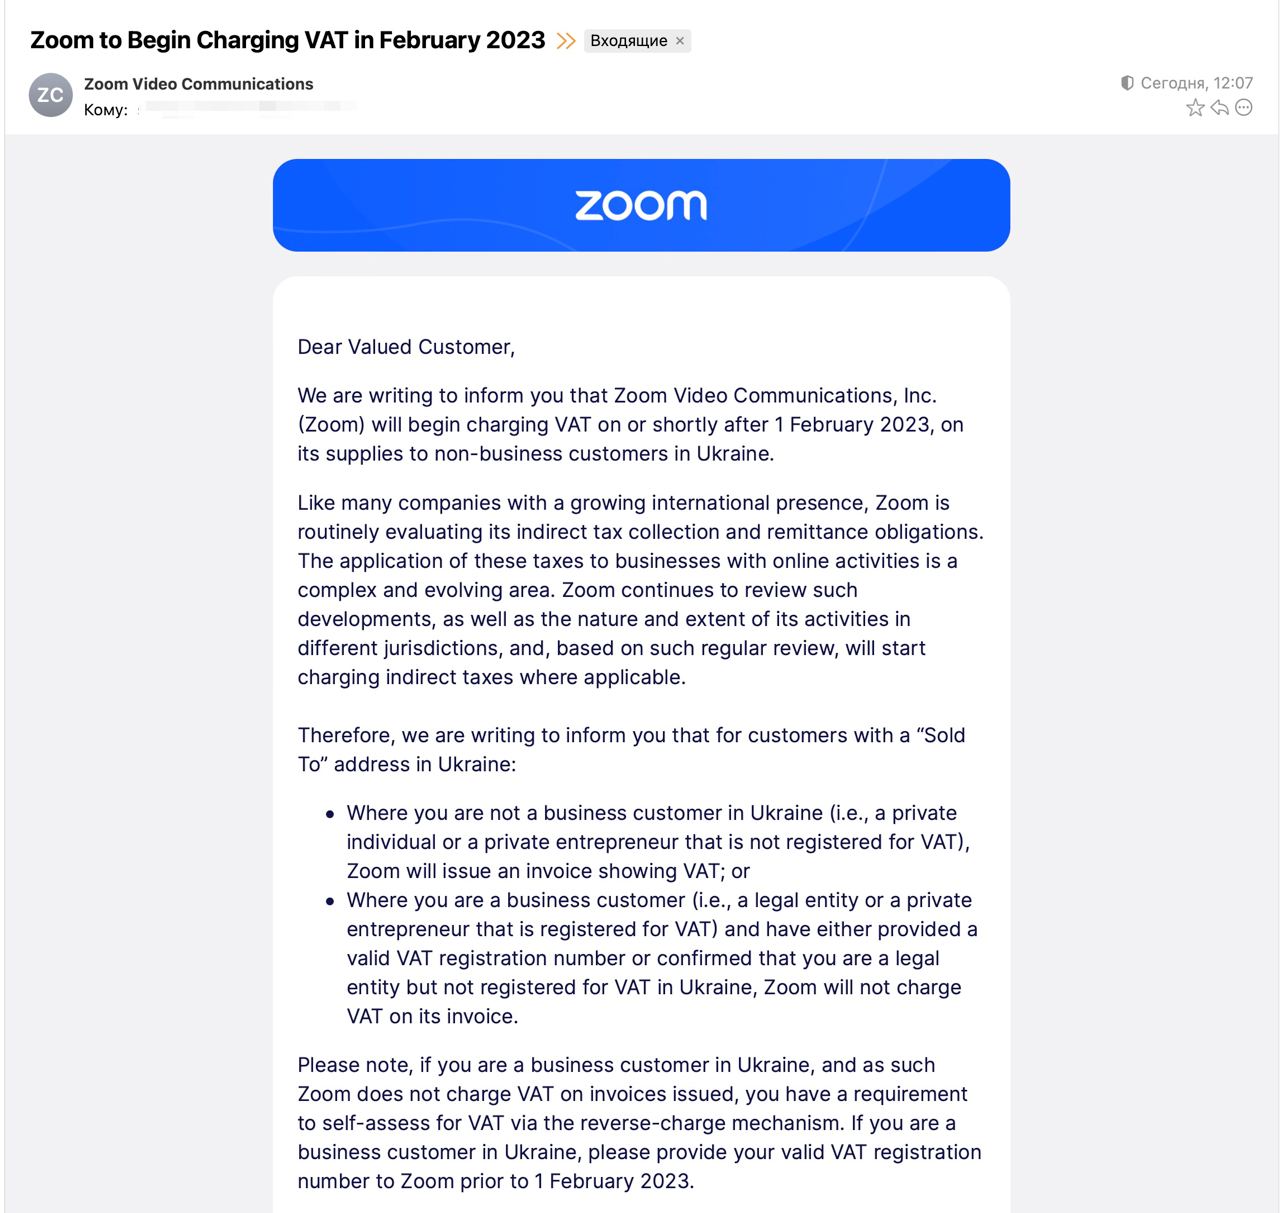 Zoom to Begin Charging VAT in February 2023 Входящие ×
ZC
Zoom Video Communications
Сегодня, 12:07
Кому:
zoom
Dear Valued Customer,
We are writing to inform you that Zoom Video Communications, Inc.
(Zoom) will begin charging VAT on or shortly after 1 February 2023, on
its supplies to non-business customers in Ukraine.
Like many companies with a growing international presence, Zoom is
routinely evaluating its indirect tax collection and remittance obligations.
The application of these taxes to businesses with online activities is a
complex and evolving area. Zoom continues to review such
developments, as well as the nature and extent of its activities in
different jurisdictions, and, based on such regular review, will start
charging indirect taxes where applicable.
Therefore, we are writing to inform you that for customers with a “Sold
To” address in Ukraine:
• Where you are not a business customer in Ukraine (i.e., a private
individual or a private entrepreneur that is not registered for VAT),
Zoom will issue an invoice showing VAT; or
• Where you are a business customer (i.e., a legal entity or a private
entrepreneur that is registered for VAT) and have either provided a
valid VAT registration number or confirmed that you are a legal
entity but not registered for VAT in Ukraine, Zoom will not charge
VAT on its invoice.
Please note, if you are a business customer in Ukraine, and as such
Zoom does not charge VAT on invoices issued, you have a requirement
to self-assess for VAT via the reverse-charge mechanism. If you are a
business customer in Ukraine, please provide your valid VAT registration
number to Zoom prior to 1 February 2023.